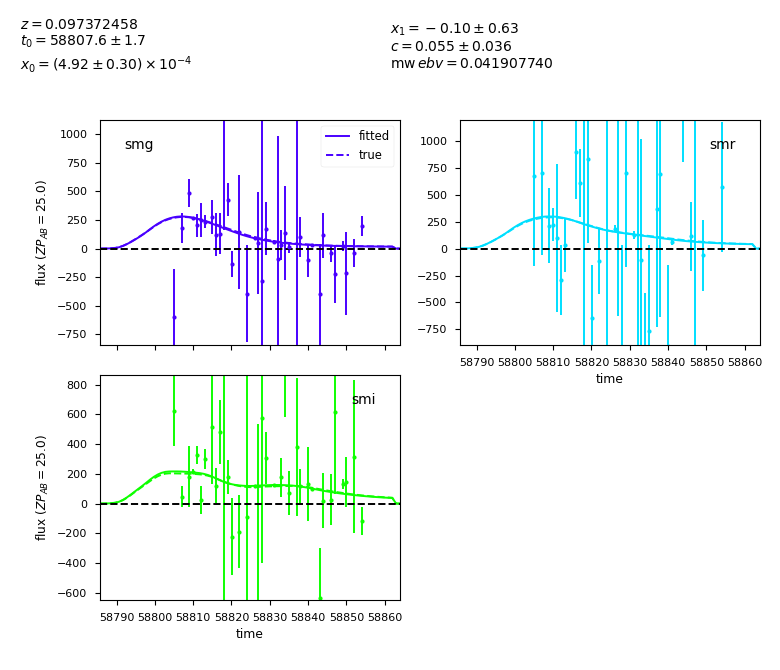 z = 0.097372458
t₀ = 58807.6 ± 1.7
x₀ = (4.92 ± 0.30) × 10⁻⁴
x₁ = −0.10 ± 0.63
c = 0.055 ± 0.036
mw ebv = 0.041907740
smg
fitted
true
1000
750
500
250
0
−250
−500
−750
flux (ZP_AB = 25.0)
smr
1000
750
500
250
0
−250
−500
−750
58790 58800 58810 58820 58830 58840 58850 58860
time
smi
800
600
400
200
0
−200
−400
−600
flux (ZP_AB = 25.0)
58790 58800 58810 58820 58830 58840 58850 58860
time